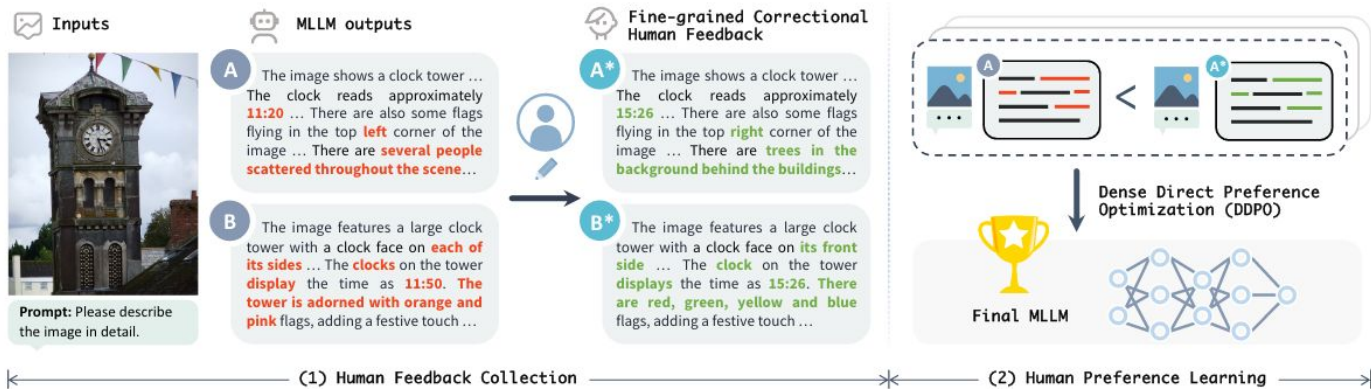 Inputs
Prompt: Please describe
the image in detail.
MLLM outputs
A
The image shows a clock tower ...
The clock reads approximately
11:20 ... There are also some flags
flying in the top left corner of the
image ... There are several people
scattered throughout the scene...
B
The image features a large clock
tower with a clock face on each of
its sides ... The clocks on the tower
display the time as 11:50. The
tower is adorned with orange and
pink flags, adding a festive touch ...
Fine-grained Correctional
Human Feedback
A*
The image shows a clock tower ...
The clock reads approximately
15:26 ... There are also some flags
flying in the top right corner of the
image ... There are trees in the
background behind the buildings...
B*
The image features a large clock
tower with a clock face on its front
side ... The clock on the tower
displays the time as 15:26. There
are red, green, yellow and blue
flags, adding a festive touch ...
A
<
A*
Dense Direct Preference
Optimization (DDPO)
Final MLLM
(1) Human Feedback Collection
(2) Human Preference Learning